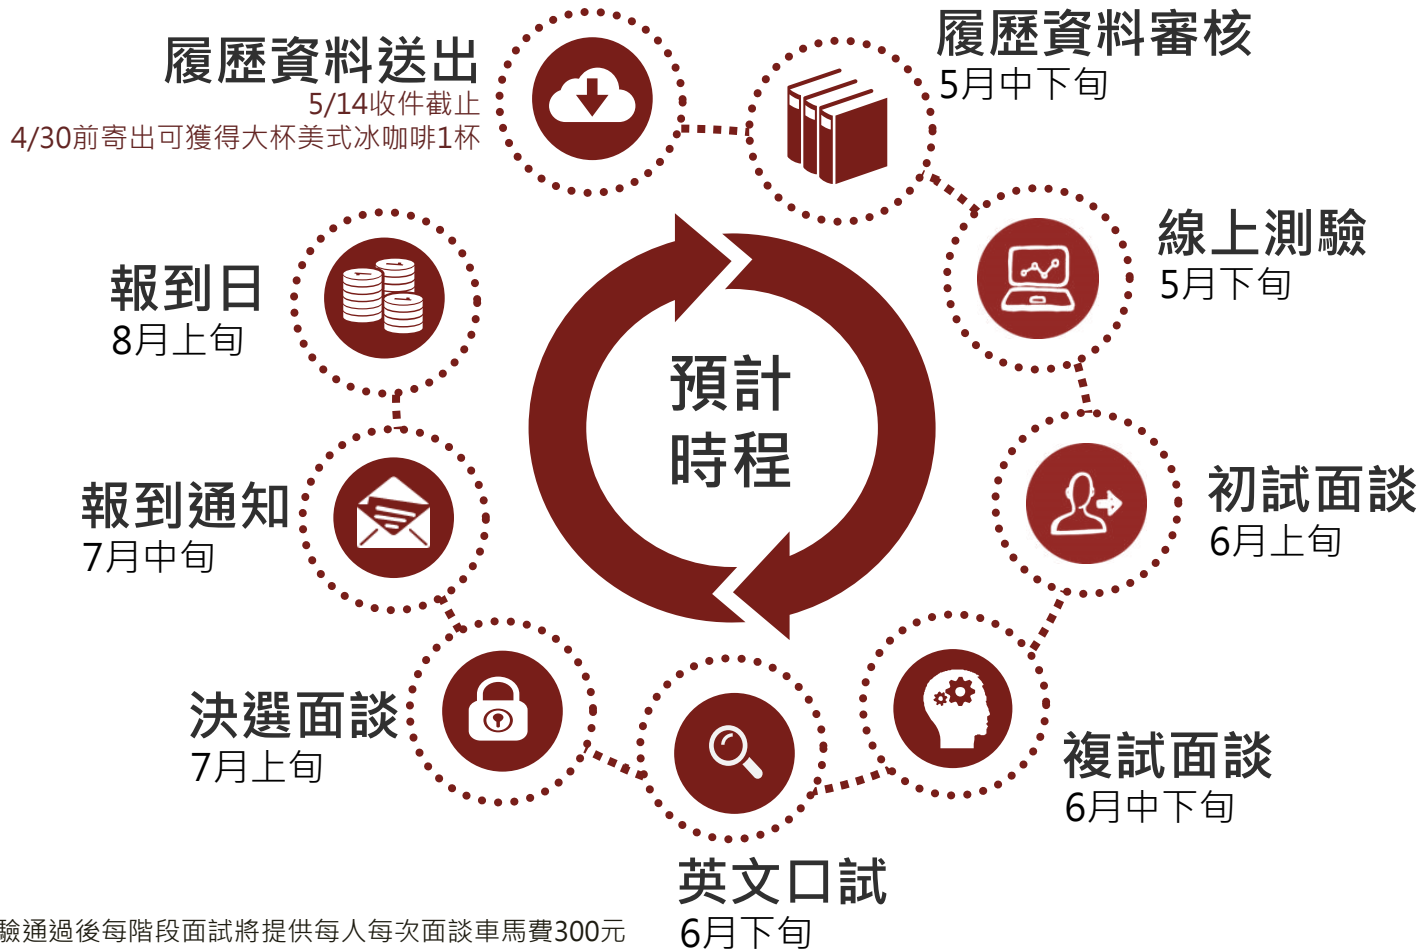 履歷資料送出
5/14收件截止
4/30前寄出可獲得大杯美式冰咖啡1杯
履歷資料審核
5月中下旬
線上測驗
5月下旬
初試面談
6月上旬
複試面談
6月中下旬
英文口試
6月下旬
決選面談
7月上旬
報到通知
7月中旬
報到日
8月上旬
預計
時程
驗通過後每階段面試將提供每人每次面談車馬費300元